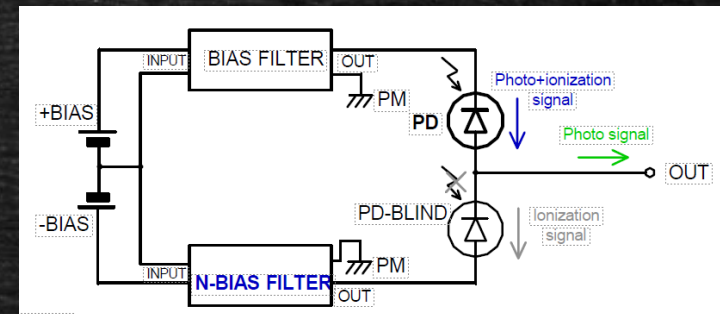 INPUT
BIAS FILTER
OUT
PM
+BIAS
PD
Photo+ionization
signal
Photo signal
OUT
PD-BLIND
Ionization
signal
-BIAS
PM
INPUT
N-BIAS FILTER
OUT